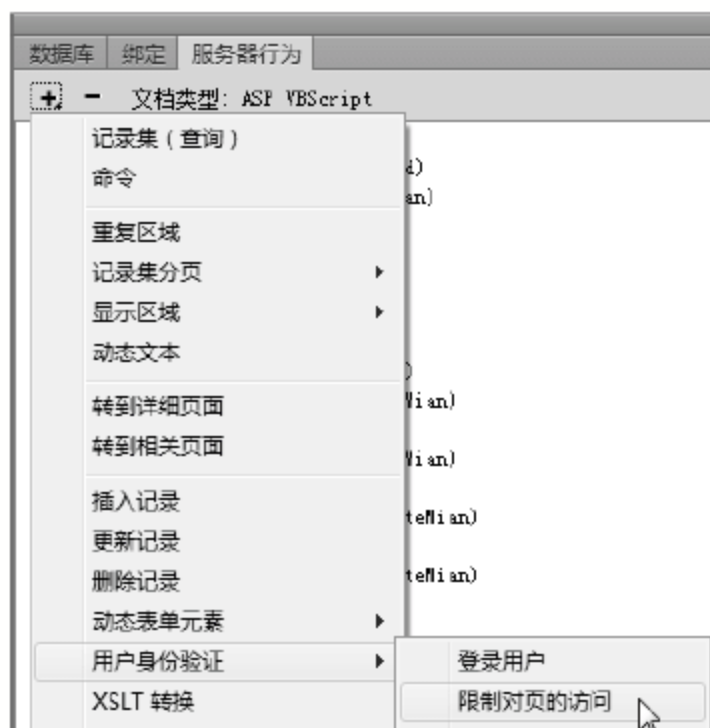 数据库 绑定 服务器行为
+ - 文档类型: ASP VBScript
记录集(查询)
d)
命令
an)
重复区域
记录集分页
显示区域
动态文本
)
转到详细页面
转到相关页面
插入记录
更新记录
删除记录
动态表单元素
用户身份验证
登录用户
XSLT 转换
限制对页的访问